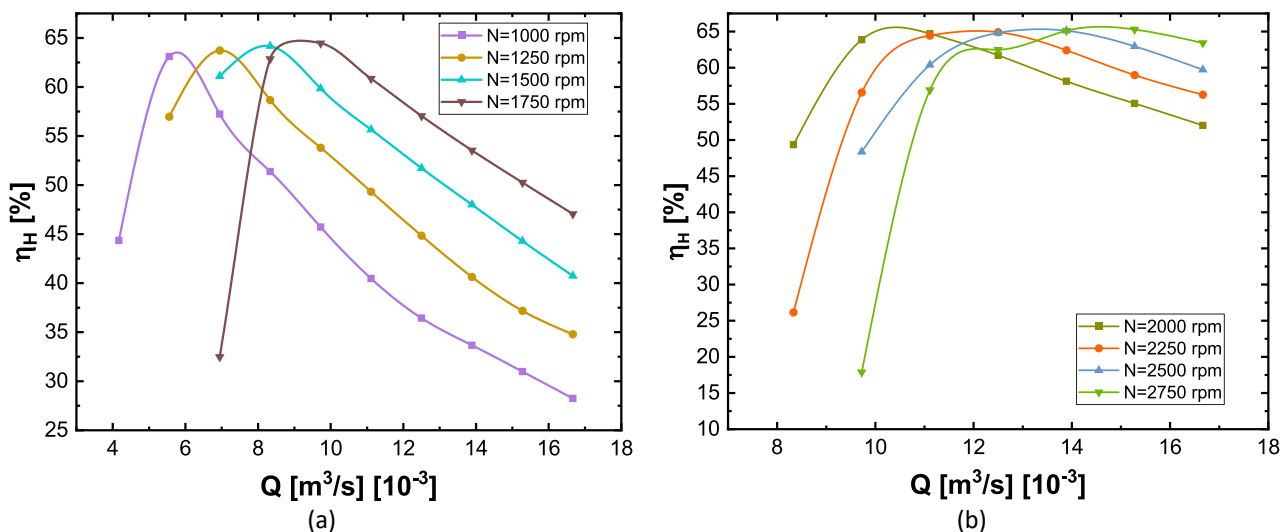 65
60
55
50
45
40
35
30
25
η_H [%]
N=1000 rpm
N=1250 rpm
N=1500 rpm
N=1750 rpm
4 6 8 10 12 14 16 18
Q [m³/s] [10⁻³]
(a)
65
60
55
50
45
40
35
30
25
20
15
10
η_H [%]
N=2000 rpm
N=2250 rpm
N=2500 rpm
N=2750 rpm
8 10 12 14 16 18
Q [m³/s] [10⁻³]
(b)